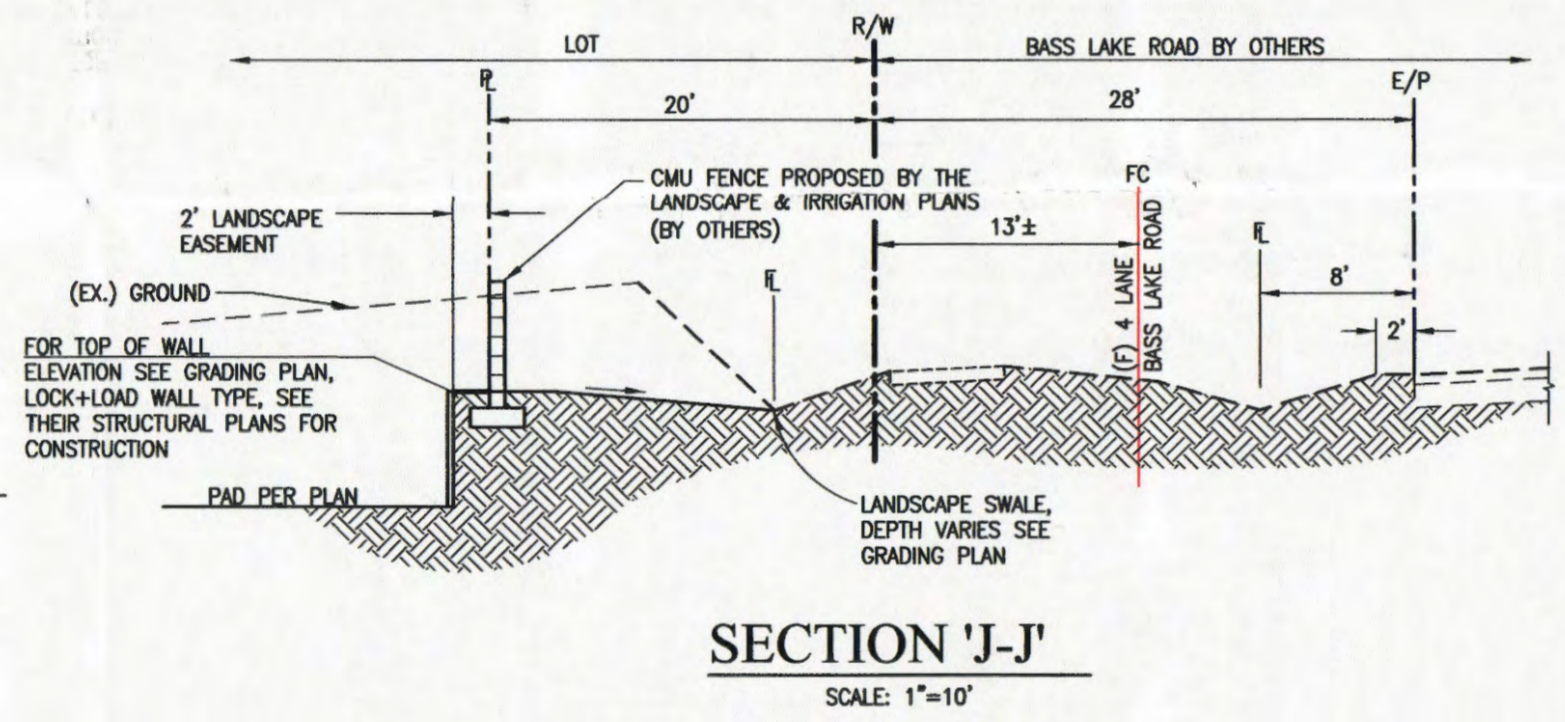 R/W
LOT
BASS LAKE ROAD BY OTHERS
PL
E/P
20'
28'
CMU FENCE PROPOSED BY THE
LANDSCAPE & IRRIGATION PLANS
(BY OTHERS)
FC
2' LANDSCAPE
EASEMENT
13'±
(F) 4 LANE
BASS LAKE ROAD
FL
FL
8'
2'
(EX.) GROUND
FOR TOP OF WALL
ELEVATION SEE GRADING PLAN,
LOCK+LOAD WALL TYPE, SEE
THEIR STRUCTURAL PLANS FOR
CONSTRUCTION
PAD PER PLAN
LANDSCAPE SWALE,
DEPTH VARIES SEE
GRADING PLAN
SECTION 'J-J'
SCALE: 1"=10'